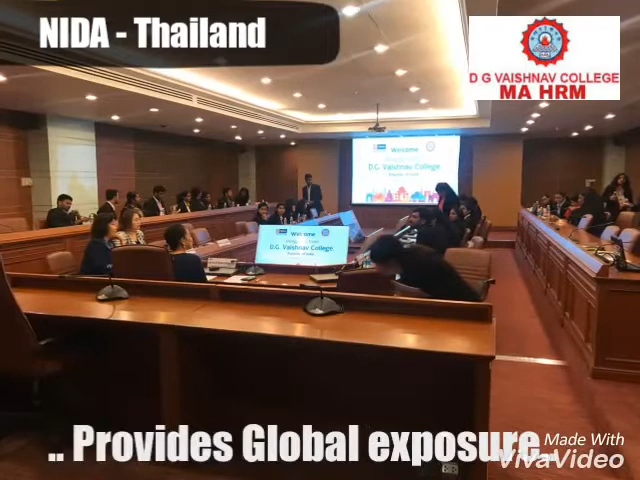 NIDA - Thailand
D G VAISHNAV COLLEGE
MA HRM
Welcome
D.G. Vaishnav College
Welcome
D.G. Vaishnav College
.. Provides Global exposure..
Made With
VivaVideo